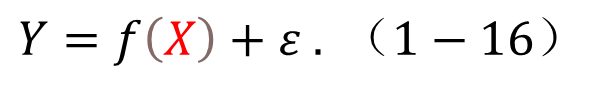 Y = f(X) + ε .（1 − 16）